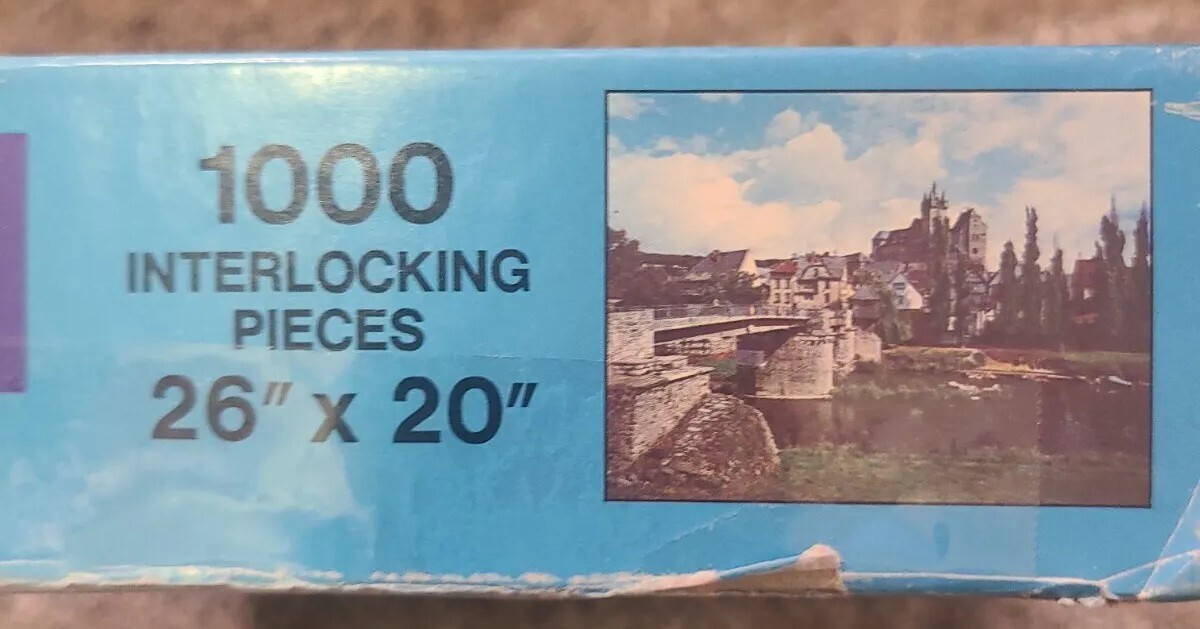 1000
INTERLOCKING
PIECES
26" x 20"